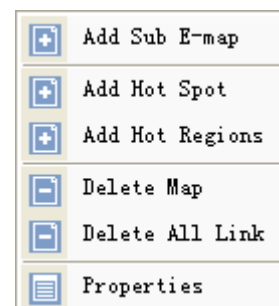 Add Sub E-map
Add Hot Spot
Add Hot Regions
Delete Map
Delete All Link
Properties